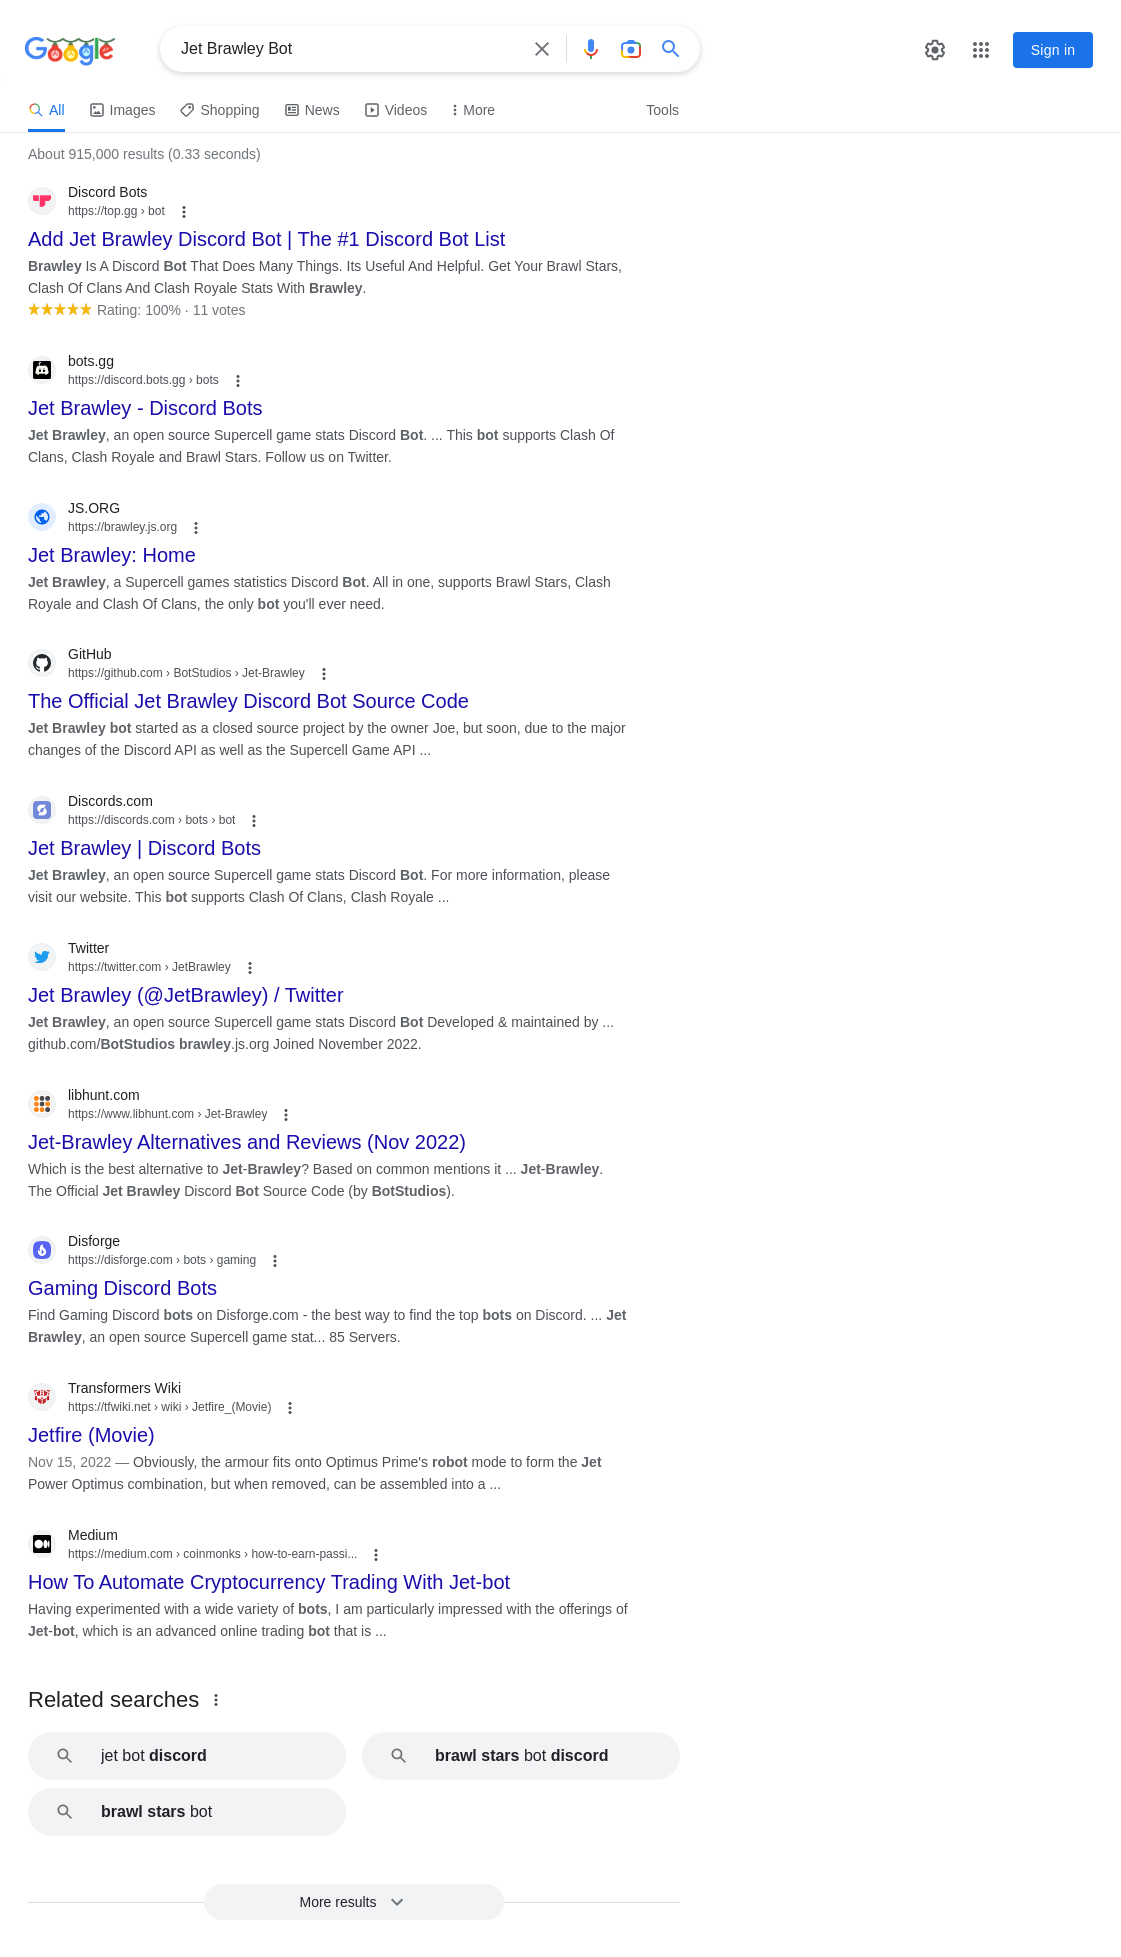 Google
Jet Brawley Bot
Sign in
All
Images
Shopping
News
Videos
More
Tools
About 915,000 results (0.33 seconds)
Discord Bots
https://top.gg › bot
Add Jet Brawley Discord Bot | The #1 Discord Bot List
Brawley Is A Discord Bot That Does Many Things. Its Useful And Helpful. Get Your Brawl Stars,
Clash Of Clans And Clash Royale Stats With Brawley.
Rating: 100% · 11 votes
bots.gg
https://discord.bots.gg › bots
Jet Brawley - Discord Bots
Jet Brawley, an open source Supercell game stats Discord Bot. ... This bot supports Clash Of
Clans, Clash Royale and Brawl Stars. Follow us on Twitter.
JS.ORG
https://brawley.js.org
Jet Brawley: Home
Jet Brawley, a Supercell games statistics Discord Bot. All in one, supports Brawl Stars, Clash
Royale and Clash Of Clans, the only bot you'll ever need.
GitHub
https://github.com › BotStudios › Jet-Brawley
The Official Jet Brawley Discord Bot Source Code
Jet Brawley bot started as a closed source project by the owner Joe, but soon, due to the major
changes of the Discord API as well as the Supercell Game API ...
Discords.com
https://discords.com › bots › bot
Jet Brawley | Discord Bots
Jet Brawley, an open source Supercell game stats Discord Bot. For more information, please
visit our website. This bot supports Clash Of Clans, Clash Royale ...
Twitter
https://twitter.com › JetBrawley
Jet Brawley (@JetBrawley) / Twitter
Jet Brawley, an open source Supercell game stats Discord Bot Developed & maintained by ...
github.com/BotStudios brawley.js.org Joined November 2022.
libhunt.com
https://www.libhunt.com › Jet-Brawley
Jet-Brawley Alternatives and Reviews (Nov 2022)
Which is the best alternative to Jet-Brawley? Based on common mentions it ... Jet-Brawley.
The Official Jet Brawley Discord Bot Source Code (by BotStudios).
Disforge
https://disforge.com › bots › gaming
Gaming Discord Bots
Find Gaming Discord bots on Disforge.com - the best way to find the top bots on Discord. ... Jet
Brawley, an open source Supercell game stat... 85 Servers.
Transformers Wiki
https://tfwiki.net › wiki › Jetfire_(Movie)
Jetfire (Movie)
Nov 15, 2022 — Obviously, the armour fits onto Optimus Prime's robot mode to form the Jet
Power Optimus combination, but when removed, can be assembled into a ...
Medium
https://medium.com › coinmonks › how-to-earn-passi...
How To Automate Cryptocurrency Trading With Jet-bot
Having experimented with a wide variety of bots, I am particularly impressed with the offerings of
Jet-bot, which is an advanced online trading bot that is ...
Related searches
jet bot discord
brawl stars bot discord
brawl stars bot
More results